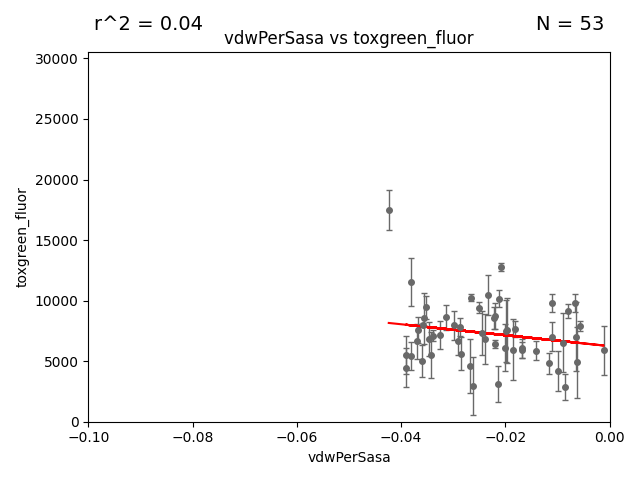 r^2 = 0.04
N = 53
vdwPerSasa vs toxgreen_fluor
30000
25000
20000
15000
10000
5000
0
toxgreen_fluor
−0.10
−0.08
−0.06
−0.04
−0.02
0.00
vdwPerSasa